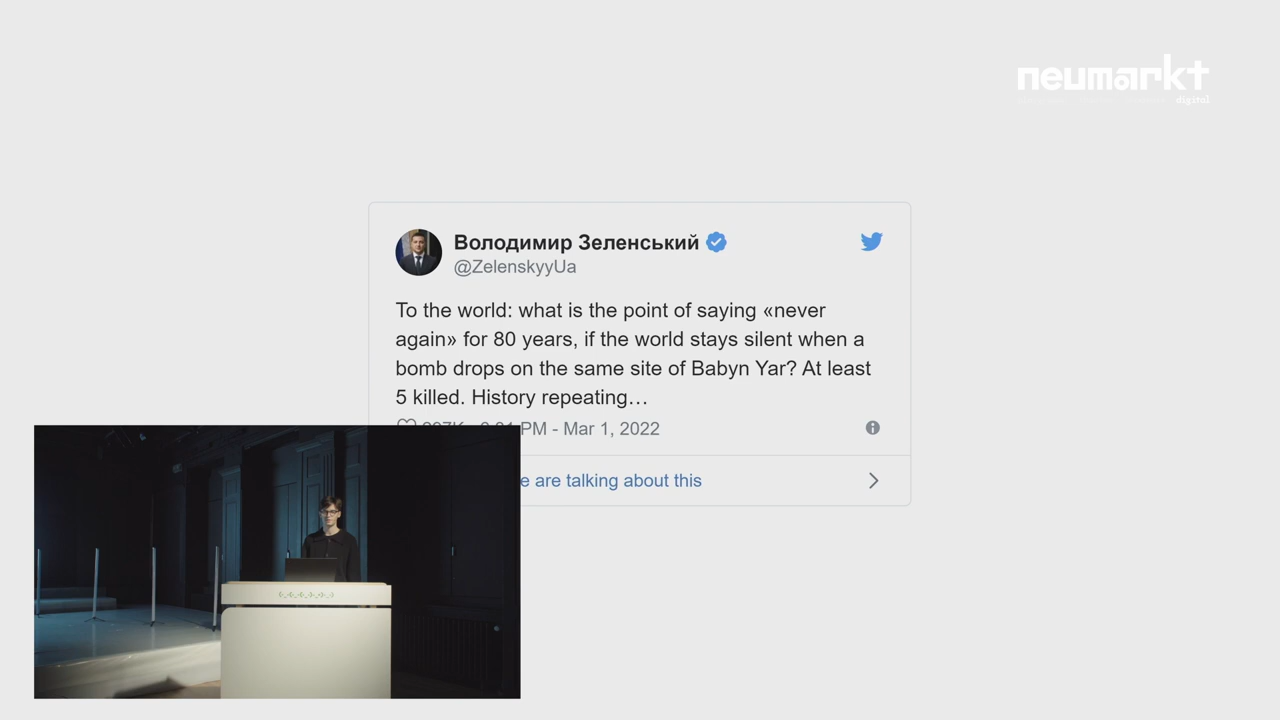 neumarkt
digital
Володимир Зеленський
@ZelenskyyUa
To the world: what is the point of saying «never
again» for 80 years, if the world stays silent when a
bomb drops on the same site of Babyn Yar? At least
5 killed. History repeating…
PM - Mar 1, 2022
e are talking about this